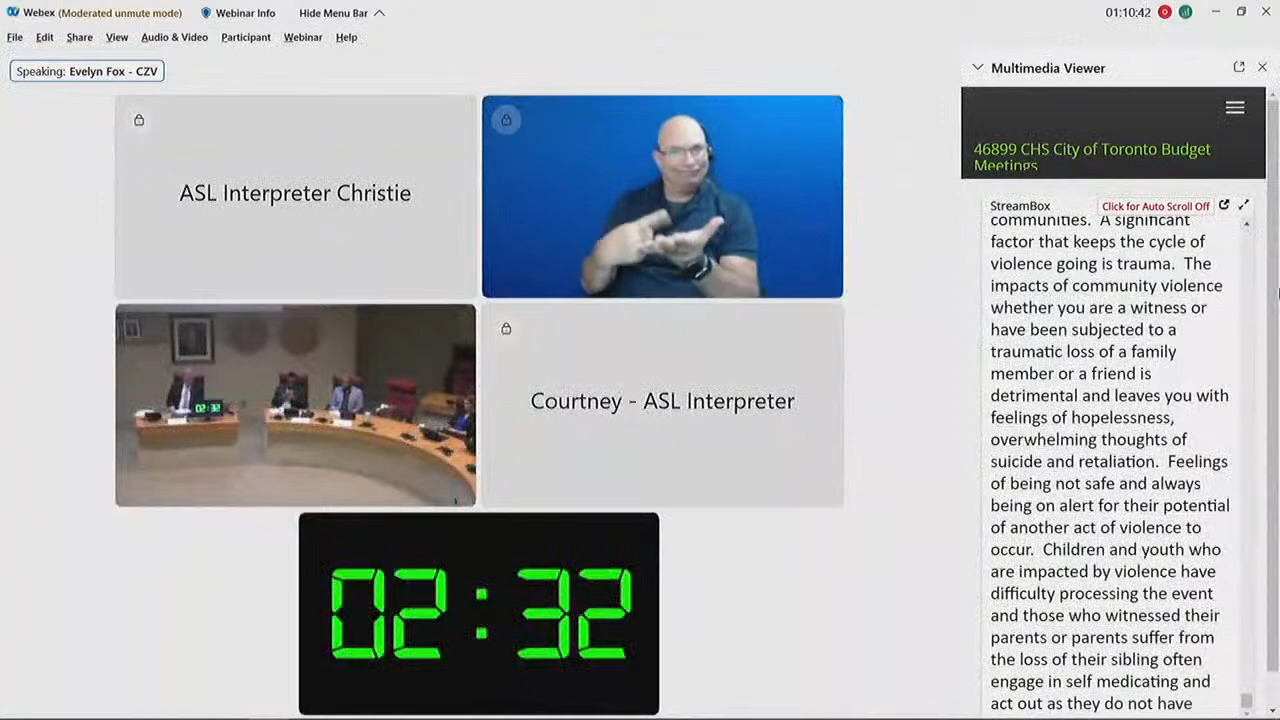 Webex (Moderated unmute mode) Webinar Info Hide Menu Bar 01:10:42
File Edit Share View Audio & Video Participant Webinar Help
Speaking: Evelyn Fox - CZV
ASL Interpreter Christie
Courtney - ASL Interpreter
02:32
02:32
Multimedia Viewer
46899 CHS City of Toronto Budget
Meetings
StreamBox Click for Auto Scroll Off
communities. A significant
factor that keeps the cycle of
violence going is trauma. The
impacts of community violence
whether you are a witness or
have been subjected to a
traumatic loss of a family
member or a friend is
detrimental and leaves you with
feelings of hopelessness,
overwhelming thoughts of
suicide and retaliation. Feelings
of being not safe and always
being on alert for their potential
of another act of violence to
occur. Children and youth who
are impacted by violence have
difficulty processing the event
and those who witnessed their
parents or parents suffer from
the loss of their sibling often
engage in self medicating and
act out as they do not have